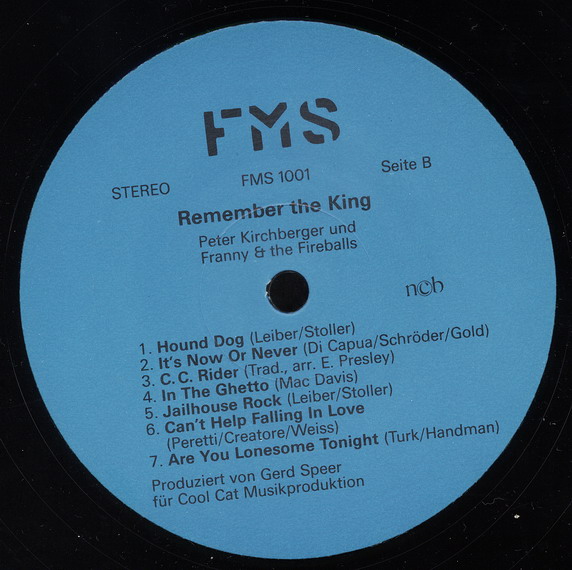 FMS
STEREO
FMS 1001
Seite B
Remember the King
Peter Kirchberger und
Franny & the Fireballs
ncb
1. Hound Dog (Leiber/Stoller)
2. It's Now Or Never (Di Capua/Schröder/Gold)
3. C.C. Rider (Trad., arr. E. Presley)
4. In The Ghetto (Mac Davis)
5. Jailhouse Rock (Leiber/Stoller)
6. Can't Help Falling In Love
(Peretti/Creatore/Weiss)
7. Are You Lonesome Tonight (Turk/Handman)
Produziert von Gerd Speer
für Cool Cat Musikproduktion